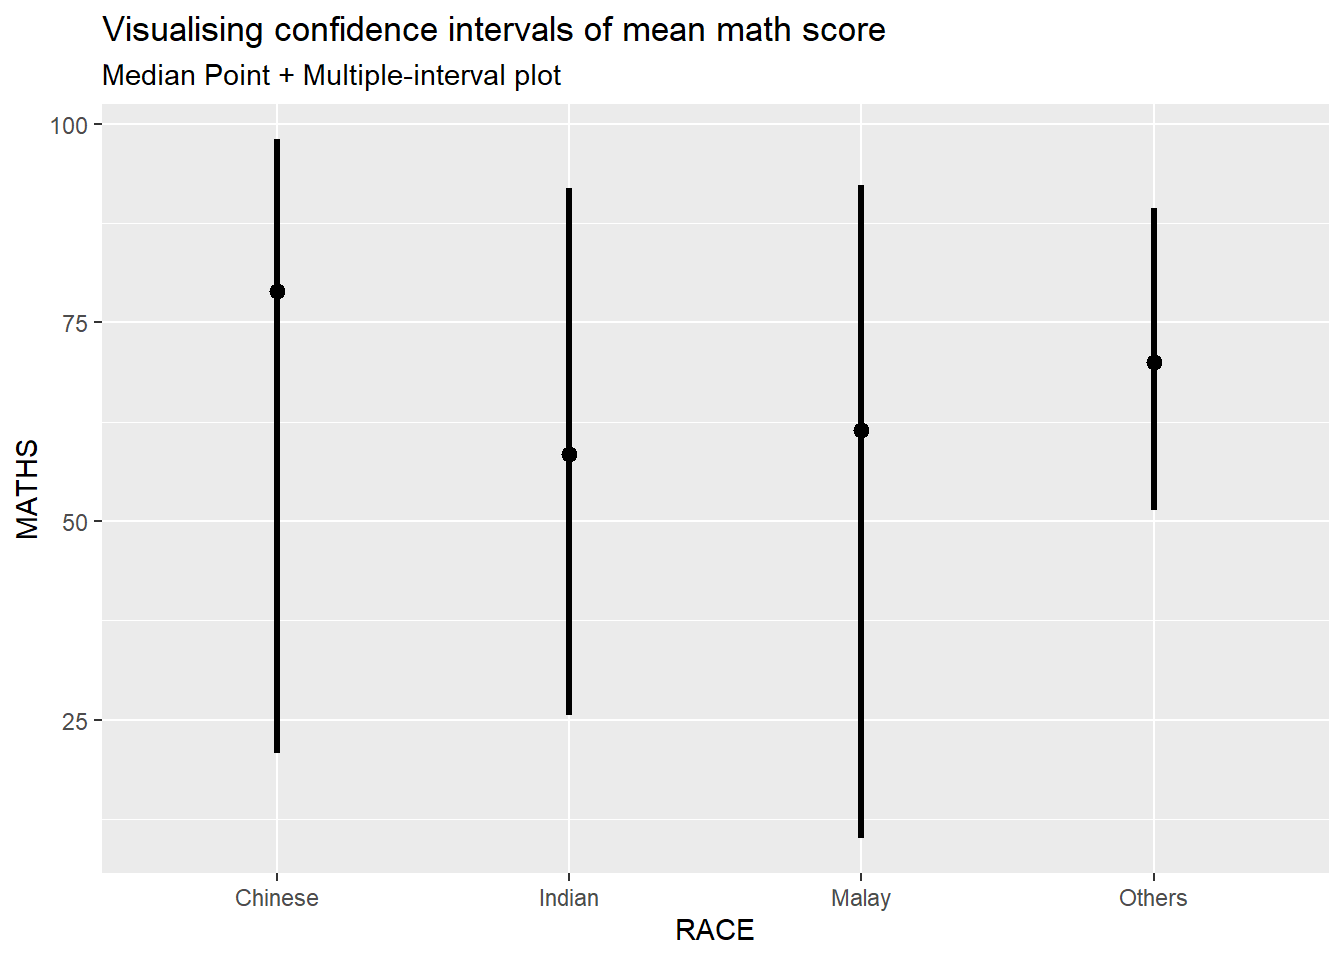 Visualising confidence intervals of mean math score
Median Point + Multiple-interval plot
100
75
50
25
MATHS
Chinese Indian Malay Others
RACE